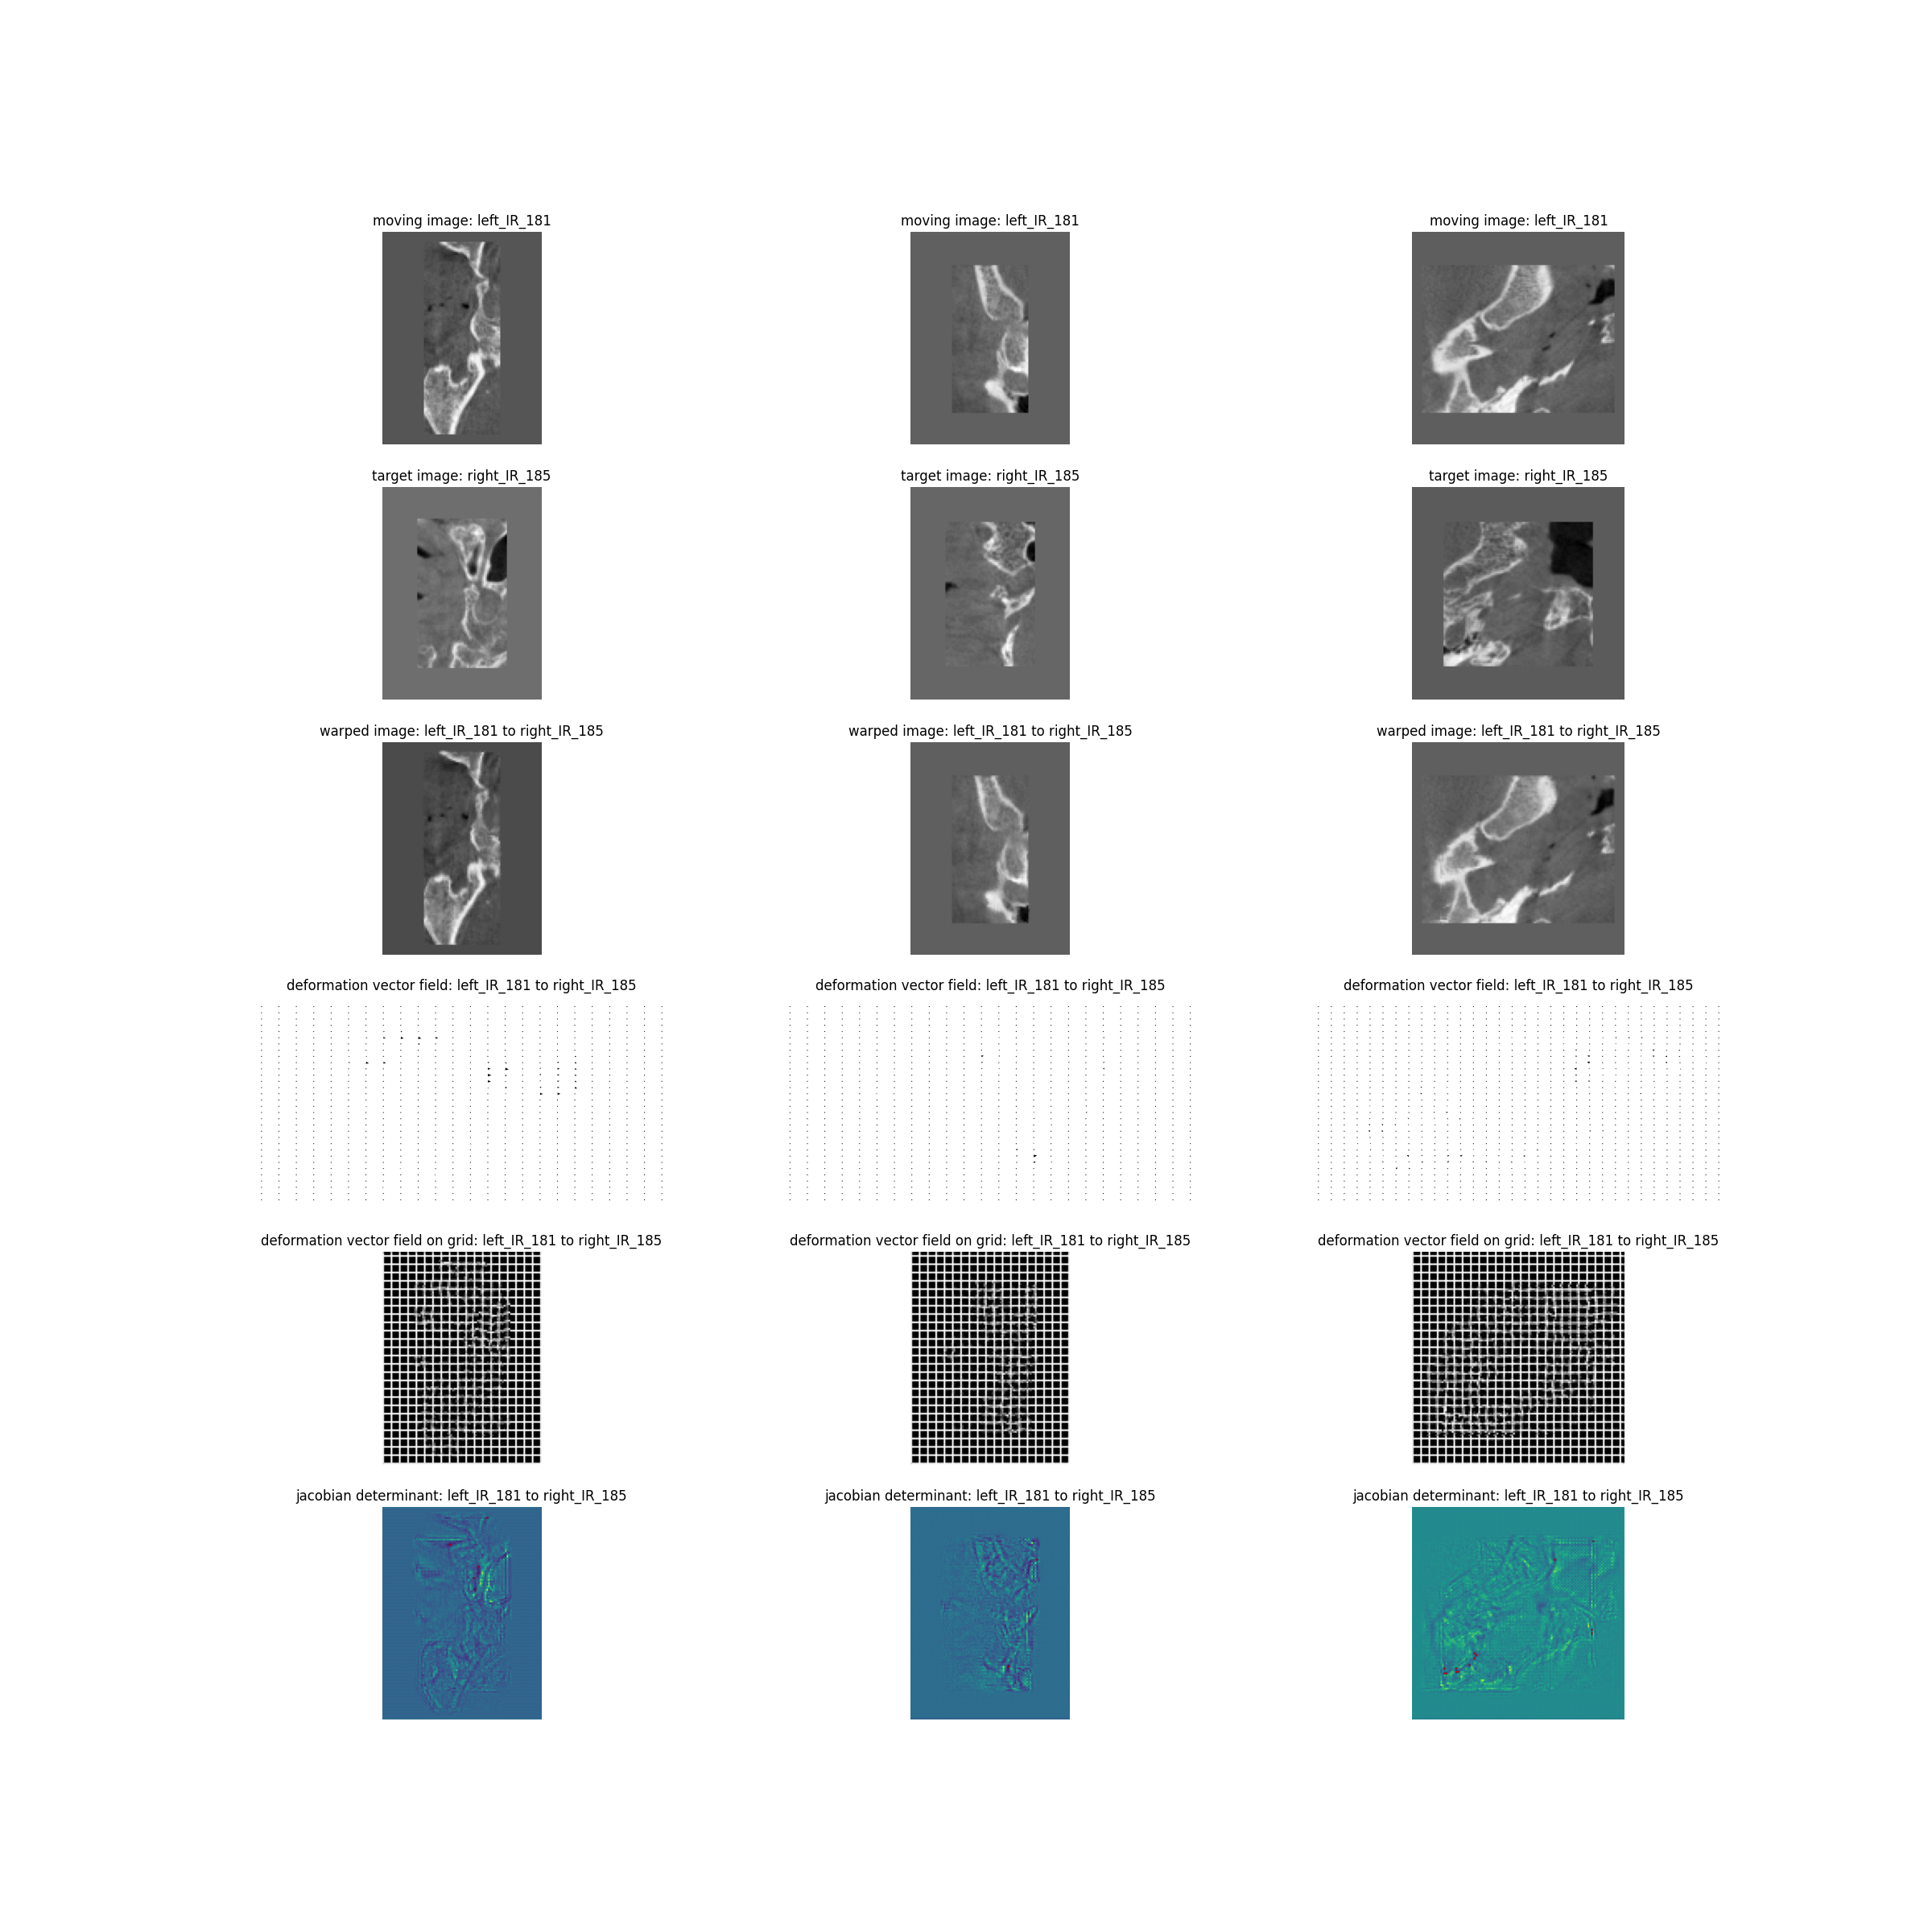 moving image: left_IR_181
moving image: left_IR_181
moving image: left_IR_181
target image: right_IR_185
target image: right_IR_185
target image: right_IR_185
warped image: left_IR_181 to right_IR_185
warped image: left_IR_181 to right_IR_185
warped image: left_IR_181 to right_IR_185
deformation vector field: left_IR_181 to right_IR_185
deformation vector field: left_IR_181 to right_IR_185
deformation vector field: left_IR_181 to right_IR_185
deformation vector field on grid: left_IR_181 to right_IR_185
deformation vector field on grid: left_IR_181 to right_IR_185
deformation vector field on grid: left_IR_181 to right_IR_185
jacobian determinant: left_IR_181 to right_IR_185
jacobian determinant: left_IR_181 to right_IR_185
jacobian determinant: left_IR_181 to right_IR_185